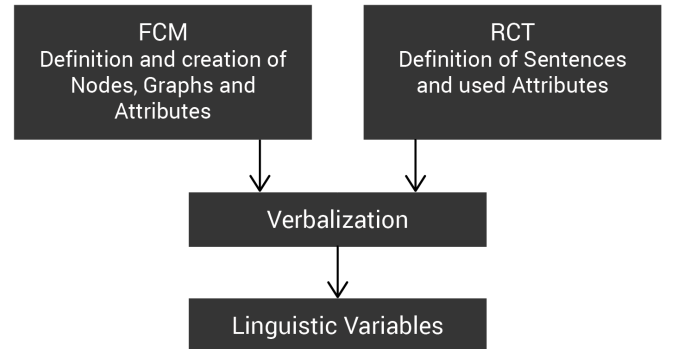 FCM
Definition and creation of
Nodes, Graphs and
Attributes
RCT
Definition of Sentences
and used Attributes
Verbalization
Linguistic Variables